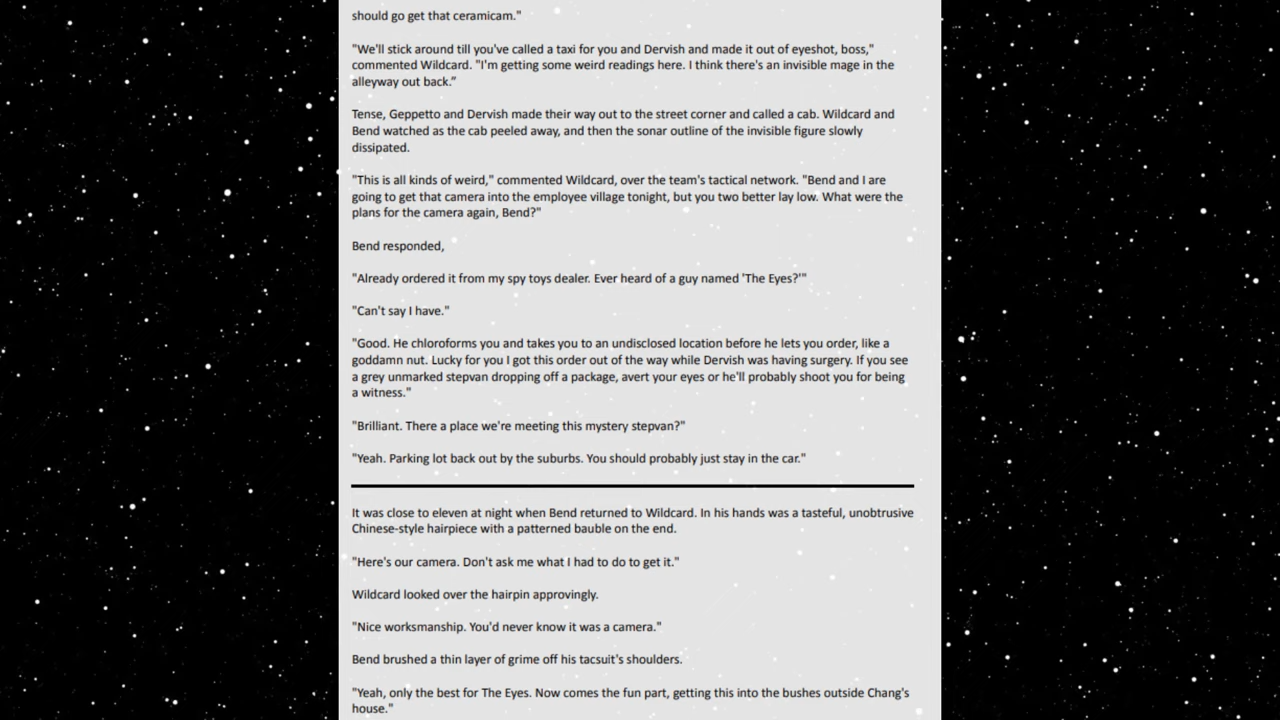 should go get that ceramicam."
"We'll stick around till you've called a taxi for you and Dervish and made it out of eyeshot, boss,"
commented Wildcard. "I'm getting some weird readings here. I think there's an invisible mage in the
alleyway out back.”
Tense, Geppetto and Dervish made their way out to the street corner and called a cab. Wildcard and
Bend watched as the cab peeled away, and then the sonar outline of the invisible figure slowly
dissipated.
"This is all kinds of weird," commented Wildcard, over the team's tactical network. "Bend and I are
going to get that camera into the employee village tonight, but you two better lay low. What were the
plans for the camera again, Bend?"
Bend responded,
"Already ordered it from my spy toys dealer. Ever heard of a guy named 'The Eyes?'"
"Can't say I have."
"Good. He chloroforms you and takes you to an undisclosed location before he lets you order, like a
goddamn nut. Lucky for you I got this order out of the way while Dervish was having surgery. If you see
a grey unmarked stepvan dropping off a package, avert your eyes or he'll probably shoot you for being
a witness."
"Brilliant. There a place we're meeting this mystery stepvan?"
"Yeah. Parking lot back out by the suburbs. You should probably just stay in the car."
It was close to eleven at night when Bend returned to Wildcard. In his hands was a tasteful, unobtrusive
Chinese-style hairpiece with a patterned bauble on the end.
"Here's our camera. Don't ask me what I had to do to get it."
Wildcard looked over the hairpin approvingly.
"Nice worksmanship. You'd never know it was a camera."
Bend brushed a thin layer of grime off his tacsuit's shoulders.
"Yeah, only the best for The Eyes. Now comes the fun part, getting this into the bushes outside Chang's
house."